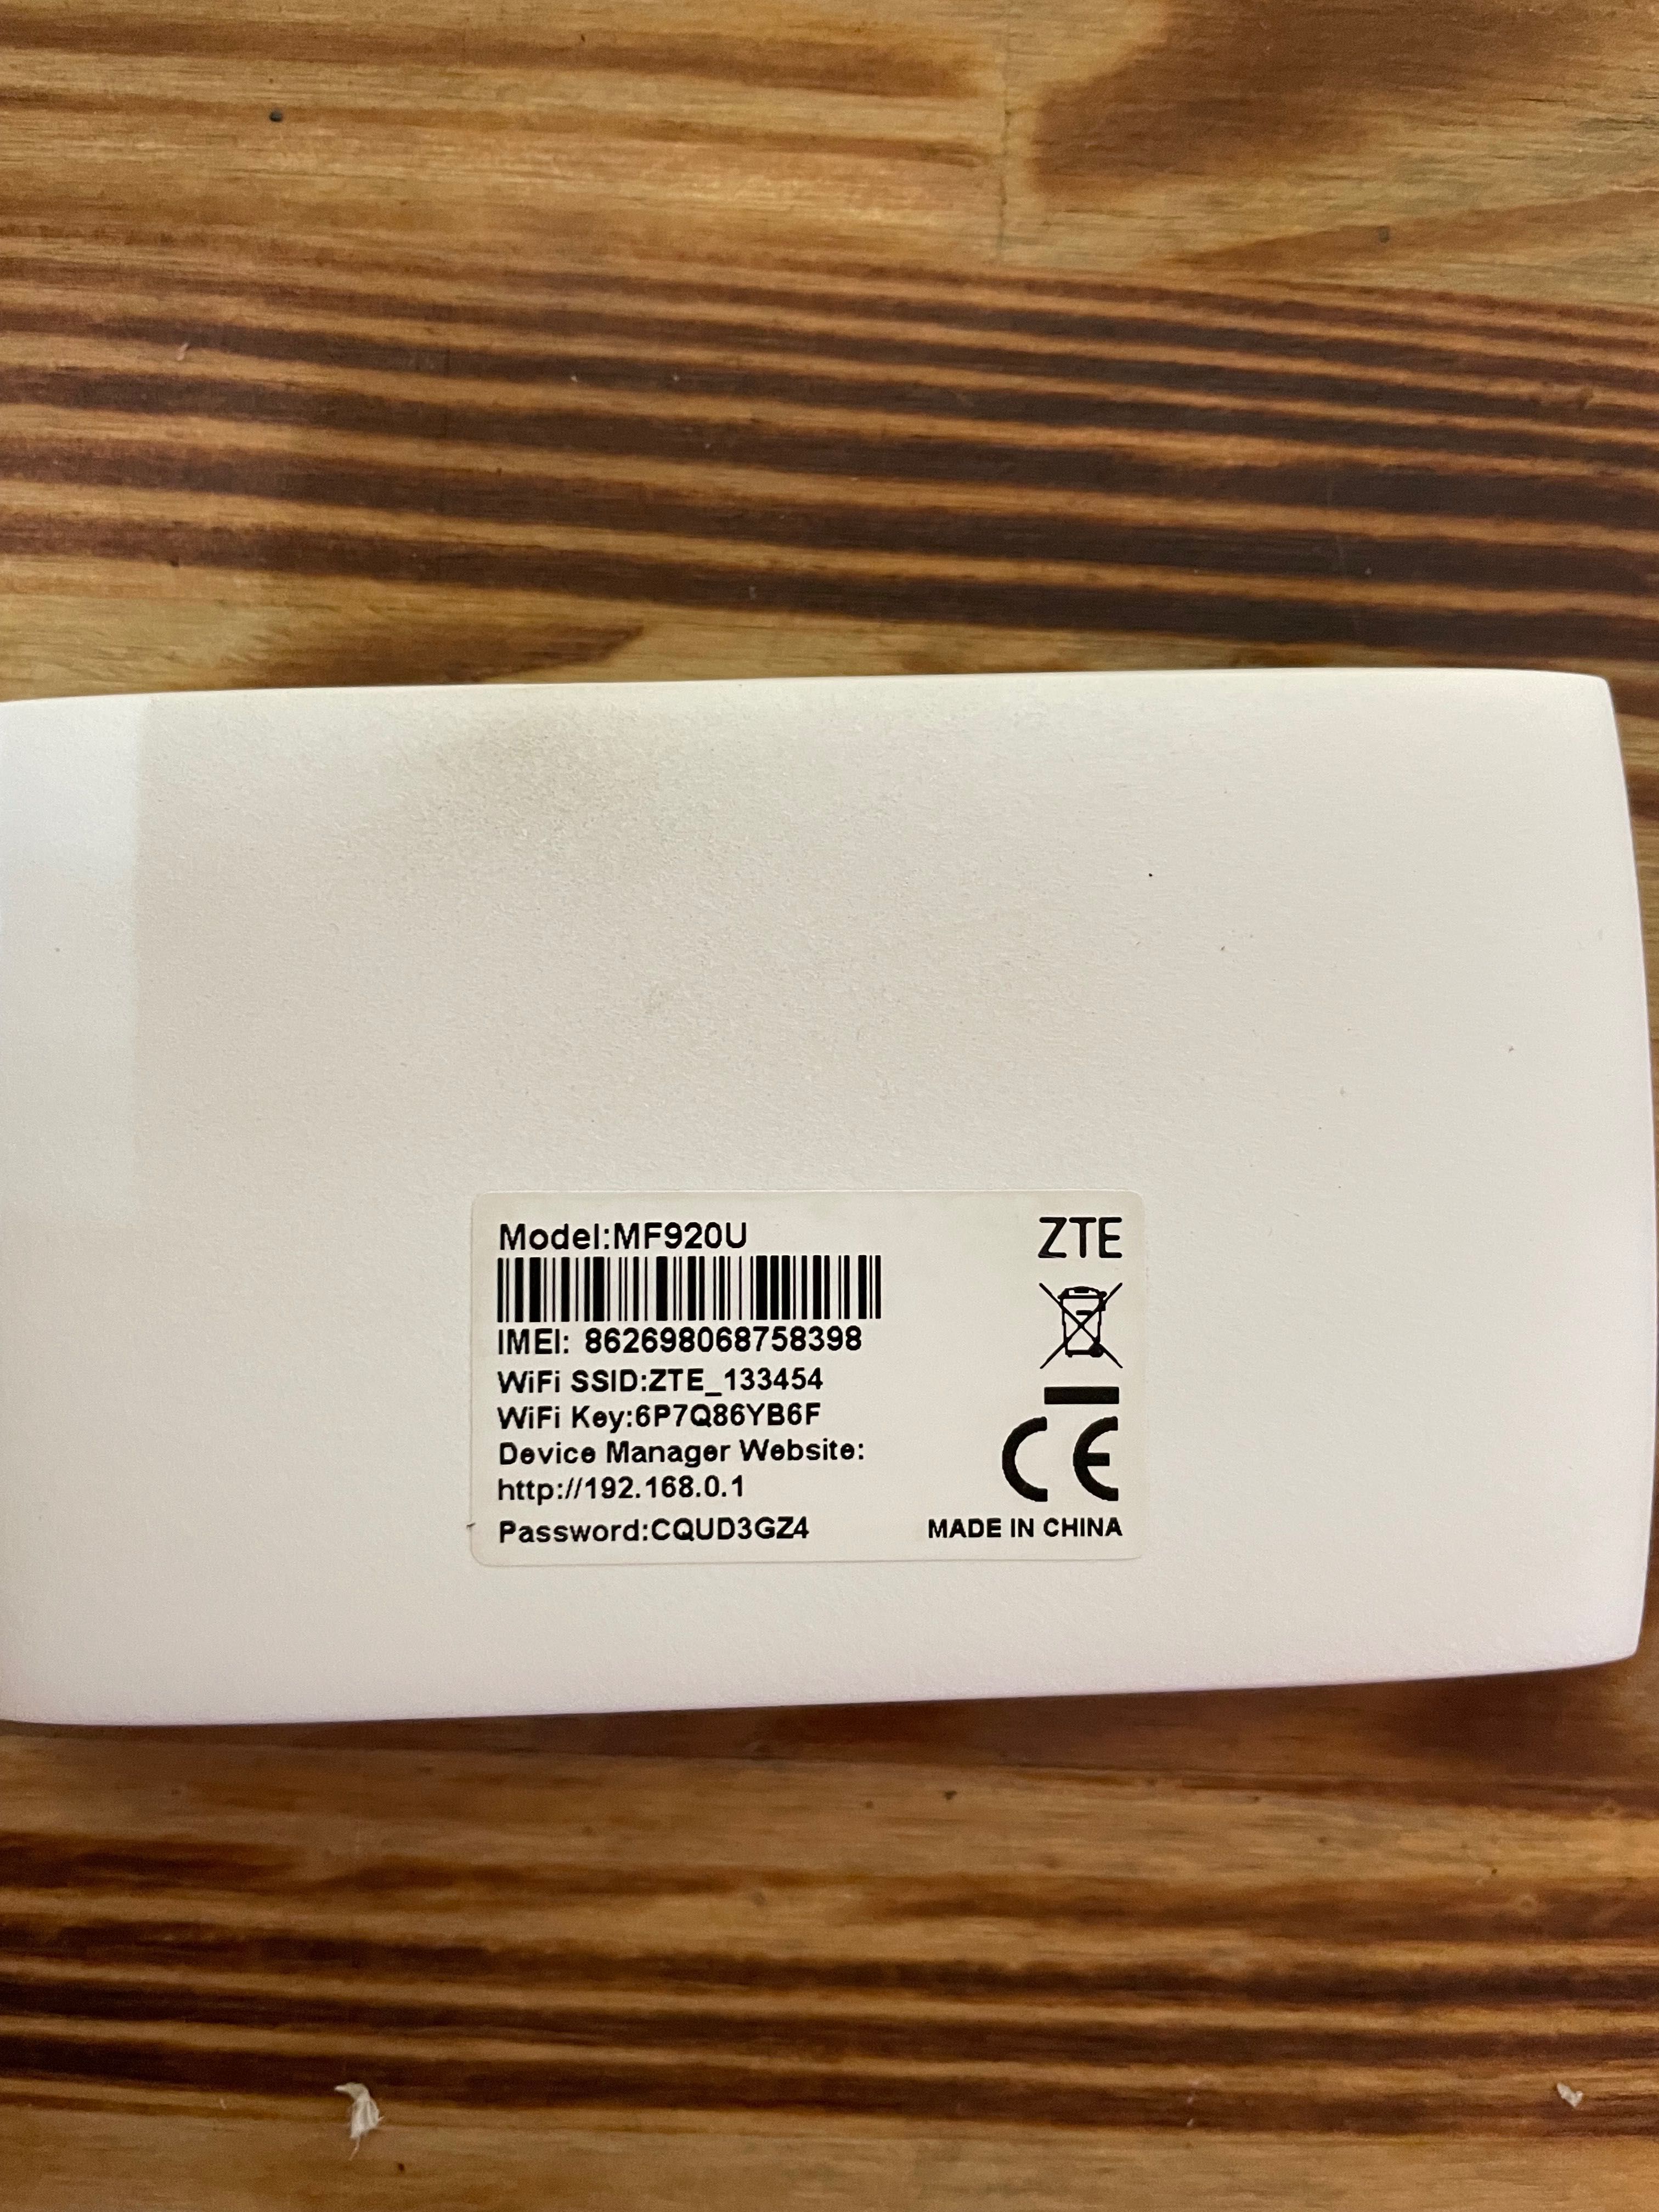 Model:MF920U
ZTE
IMEI: 862698068758398
WiFi SSID:ZTE_133454
WiFi Key:6P7Q86YB6F
Device Manager Website:
http://192.168.0.1
CE
Password:CQUD3GZ4
MADE IN CHINA